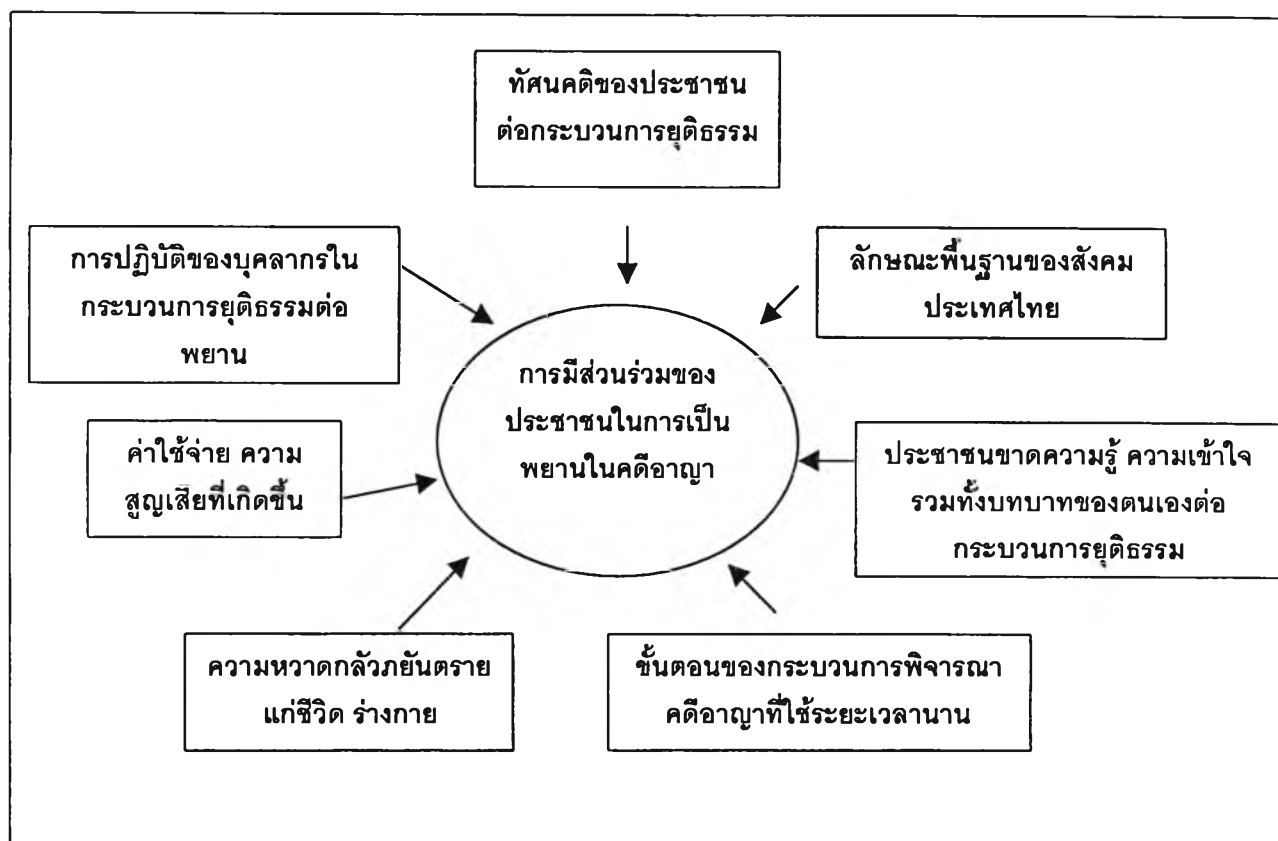 ทัศนคติของประชาชน
ต่อกระบวนการยุติธรรม
การปฏิบัติของบุคลากรใน
กระบวนการยุติธรรมต่อ
พยาน
ลักษณะพื้นฐานของสังคม
ประเทศไทย
การมีส่วนร่วมของ
ประชาชนในการเป็น
พยานในคดีอาญา
ค่าใช้จ่าย ความ
สูญเสียที่เกิดขึ้น
ประชาชนขาดความรู้ ความเข้าใจ
รวมทั้งบทบาทของตนเองต่อ
กระบวนการยุติธรรม
ความหวาดกลัวภยันตราย
แก่ชีวิต ร่างกาย
ขั้นตอนของกระบวนการพิจารณา
คดีอาญาที่ใช้ระยะเวลานาน